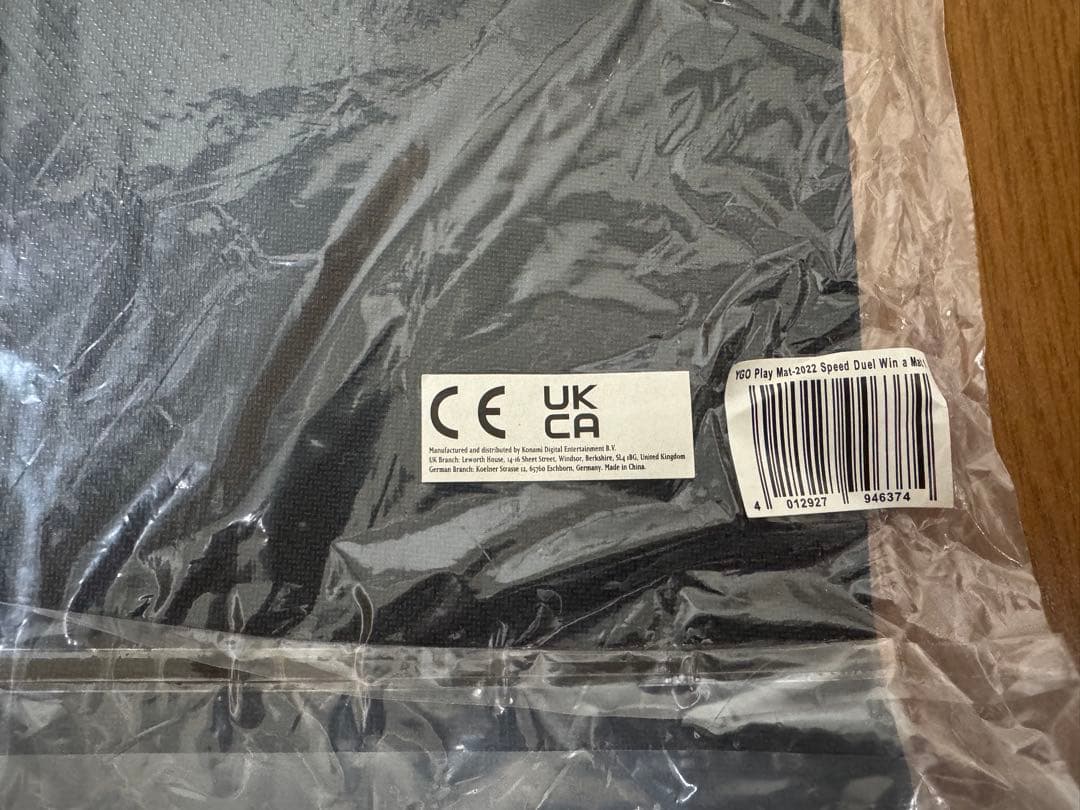 CE UK
CA
Manufactured and distributed by Konami Digital Entertainment B.V.
UK Branch: Leworth House, 14-16 Sheet Street, Windsor, Berkshire, SL4 1BG, United Kingdom
German Branch: Koelner Strasse 12, 65760 Eschborn, Germany. Made in China.
YGO Play Mat-2022 Speed Duel Win a Mat
4 012927 946374